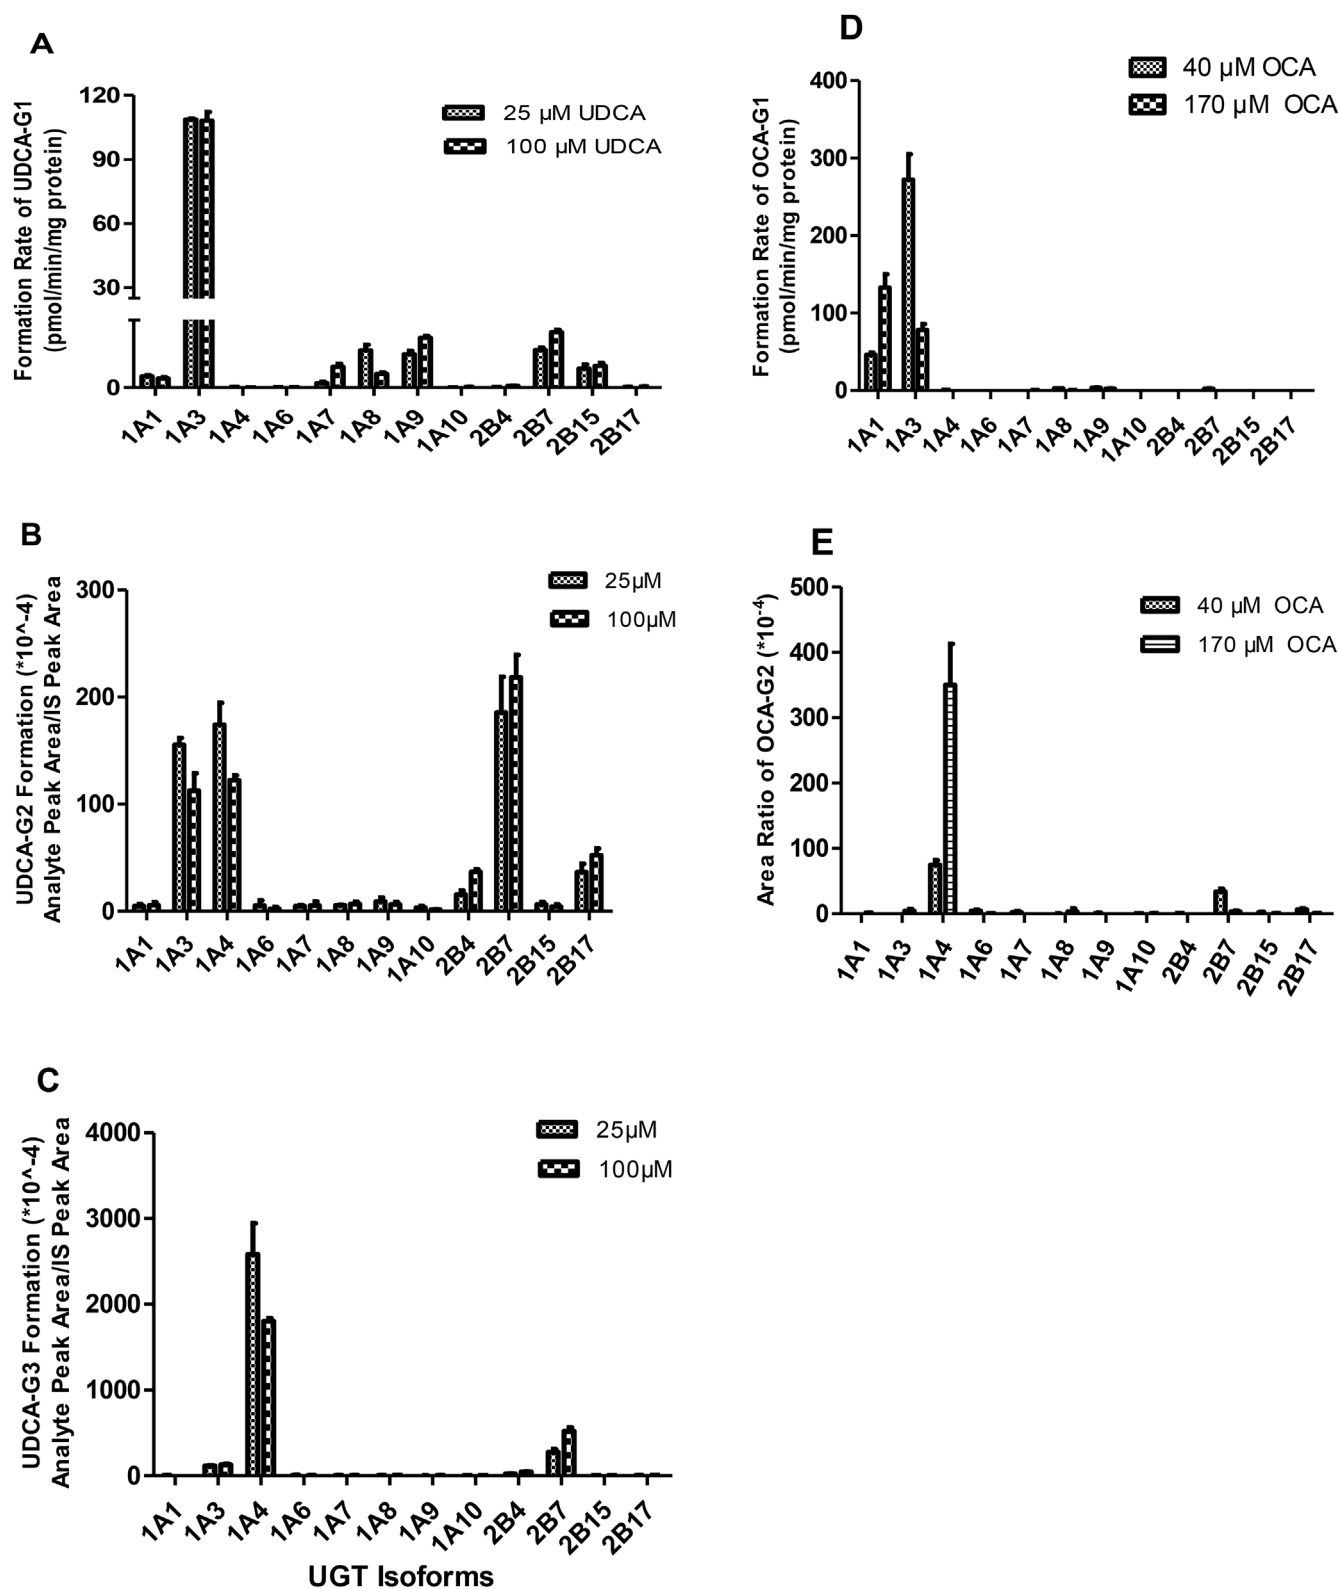 A
Formation Rate of UDCA-G1
(pmol/min/mg protein)
120
90
60
30
0
25 µM UDCA
100 µM UDCA
1A1 1A3 1A4 1A6 1A7 1A8 1A9 1A10 2B4 2B7 2B15 2B17
B
UDCA-G2 Formation (*10^-4)
Analyte Peak Area/IS Peak Area
300
200
100
0
25µM
100µM
1A1 1A3 1A4 1A6 1A7 1A8 1A9 1A10 2B4 2B7 2B15 2B17
C
UDCA-G3 Formation (*10^-4)
Analyte Peak Area/IS Peak Area
4000
3000
2000
1000
0
25µM
100µM
1A1 1A3 1A4 1A6 1A7 1A8 1A9 1A10 2B4 2B7 2B15 2B17
UGT Isoforms
D
Formation Rate of OCA-G1
(pmol/min/mg protein)
400
300
200
100
0
40 µM OCA
170 µM OCA
1A1 1A3 1A4 1A6 1A7 1A8 1A9 1A10 2B4 2B7 2B15 2B17
E
Area Ratio of OCA-G2 (*10⁻⁴)
500
400
300
200
100
0
40 µM OCA
170 µM OCA
1A1 1A3 1A4 1A6 1A7 1A8 1A9 1A10 2B4 2B7 2B15 2B17